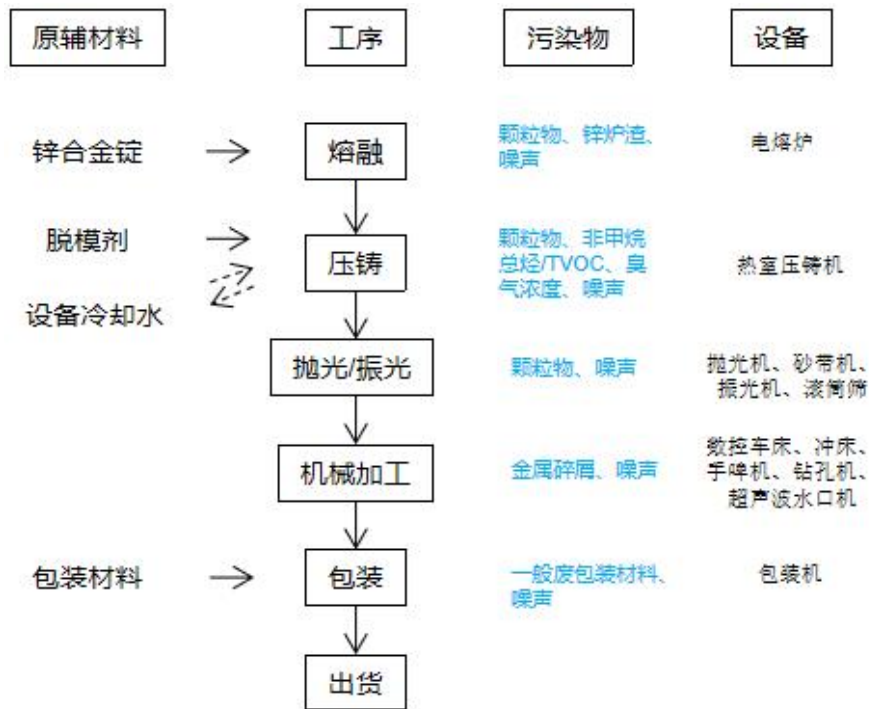 原辅材料
工序
污染物
设备
锌合金锭
熔融
颗粒物、锌炉渣、
噪声
电熔炉
脱模剂
设备冷却水
压铸
颗粒物、非甲烷
总烃/TVOC、臭
气浓度、噪声
热室压铸机
抛光/振光
颗粒物、噪声
抛光机、砂带机、
振光机、滚筒筛
机械加工
金属碎屑、噪声
数控车床、冲床、
手啤机、钻孔机、
超声波水口机
包装材料
包装
一般废包装材料、
噪声
包装机
出货